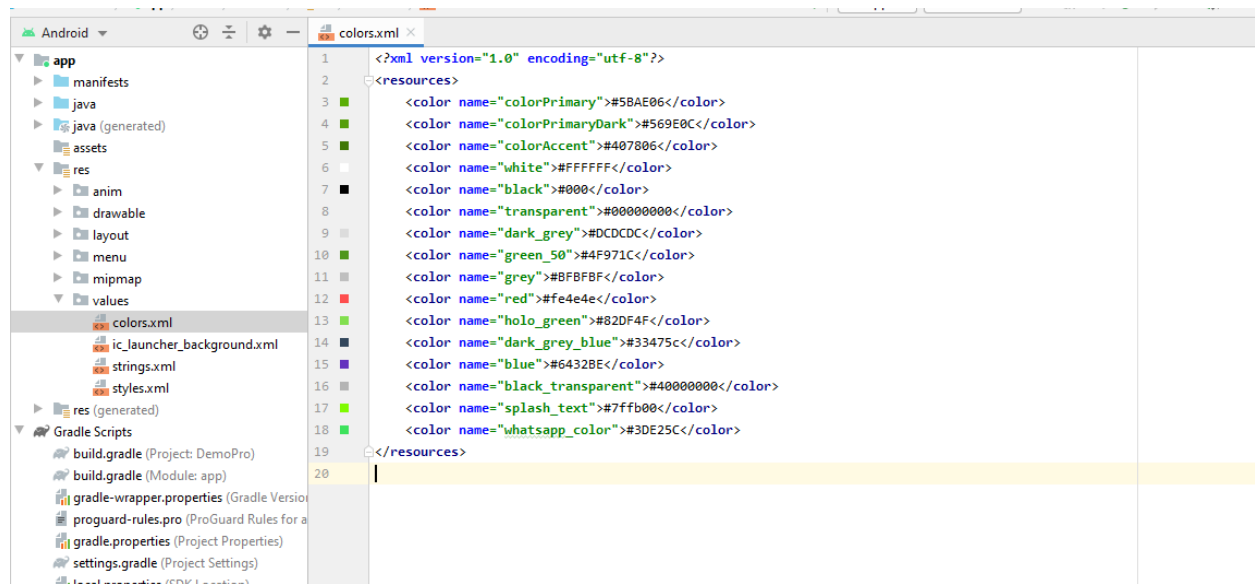 Android
colors.xml
app
manifests
java
java (generated)
assets
res
anim
drawable
layout
menu
mipmap
values
colors.xml
ic_launcher_background.xml
strings.xml
styles.xml
res (generated)
Gradle Scripts
build.gradle (Project: DemoPro)
build.gradle (Module: app)
gradle-wrapper.properties (Gradle Version
proguard-rules.pro (ProGuard Rules for a
gradle.properties (Project Properties)
settings.gradle (Project Settings)
local.properties (SDK Location)
1 <?xml version="1.0" encoding="utf-8"?>
2 <resources>
3 <color name="colorPrimary">#5BAE06</color>
4 <color name="colorPrimaryDark">#569E0C</color>
5 <color name="colorAccent">#407806</color>
6 <color name="white">#FFFFFF</color>
7 <color name="black">#000</color>
8 <color name="transparent">#00000000</color>
9 <color name="dark_grey">#DCDCDC</color>
10 <color name="green_50">#4F971C</color>
11 <color name="grey">#BFBFBF</color>
12 <color name="red">#fe4e4e</color>
13 <color name="holo_green">#82DF4F</color>
14 <color name="dark_grey_blue">#33475c</color>
15 <color name="blue">#6432BE</color>
16 <color name="black_transparent">#40000000</color>
17 <color name="splash_text">#7ffb00</color>
18 <color name="whatsapp_color">#3DE25C</color>
19 </resources>
20